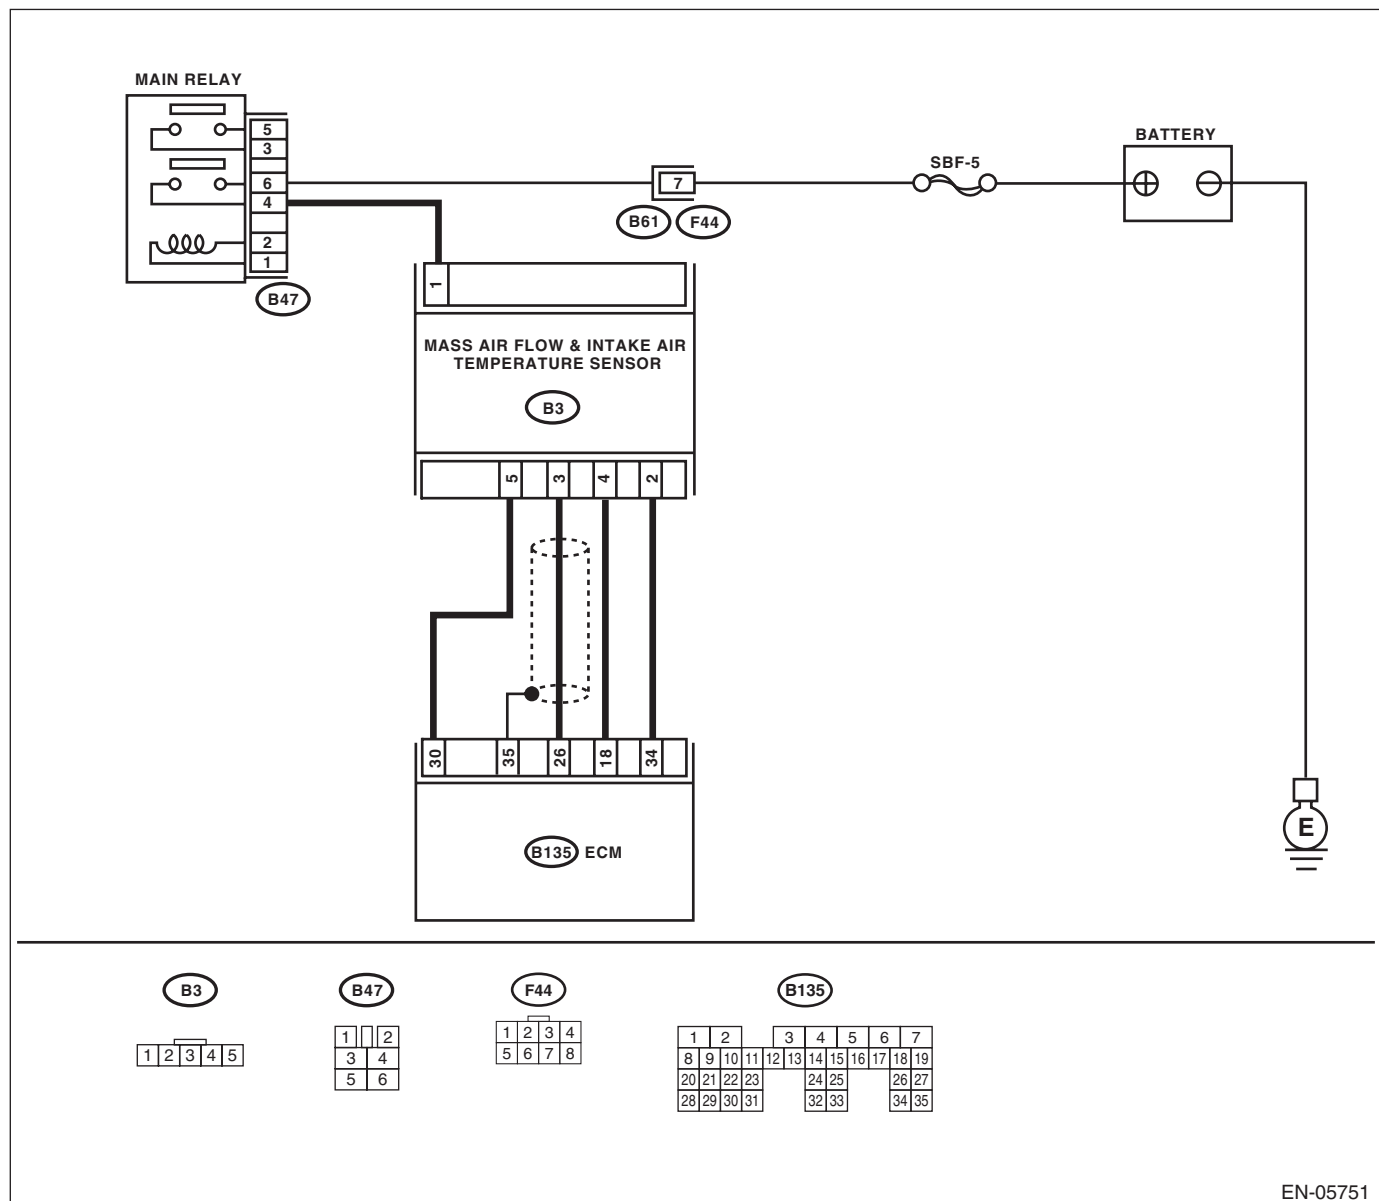 MAIN RELAY
5
3
6
4
2
1
B47
7
B61 F44
SBF-5
BATTERY
1
MASS AIR FLOW & INTAKE AIR
TEMPERATURE SENSOR
B3
5 3 4 2
30 35 26 18 34
B135 ECM
E
B3
1 2 3 4 5
B47
1 2
3 4
5 6
F44
1 2 3 4
5 6 7 8
B135
1 2 3 4 5 6 7
8 9 10 11 12 13 14 15 16 17 18 19
20 21 22 23 24 25 26 27
28 29 30 31 32 33 34 35
EN-05751